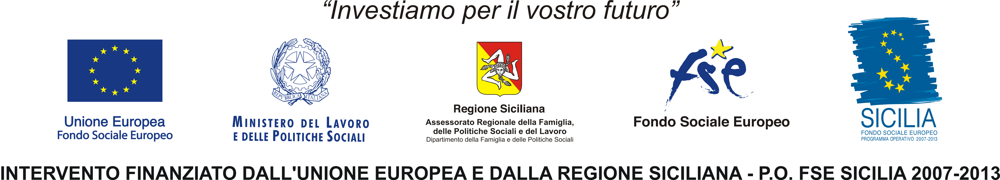 “Investiamo per il vostro futuro”
REPVBBLICA ITALIANA
fse
Unione Europea
Fondo Sociale Europeo
MINISTERO DEL LAVORO
E DELLE POLITICHE SOCIALI
Regione Siciliana
Assessorato Regionale della Famiglia,
delle Politiche Sociali e del Lavoro
Dipartimento della Famiglia e delle Politiche Sociali
Fondo Sociale Europeo
SICILIA
FONDO SOCIALE EUROPEO
PROGRAMMA OPERATIVO 2007-2013
INTERVENTO FINANZIATO DALL'UNIONE EUROPEA E DALLA REGIONE SICILIANA - P.O. FSE SICILIA 2007-2013